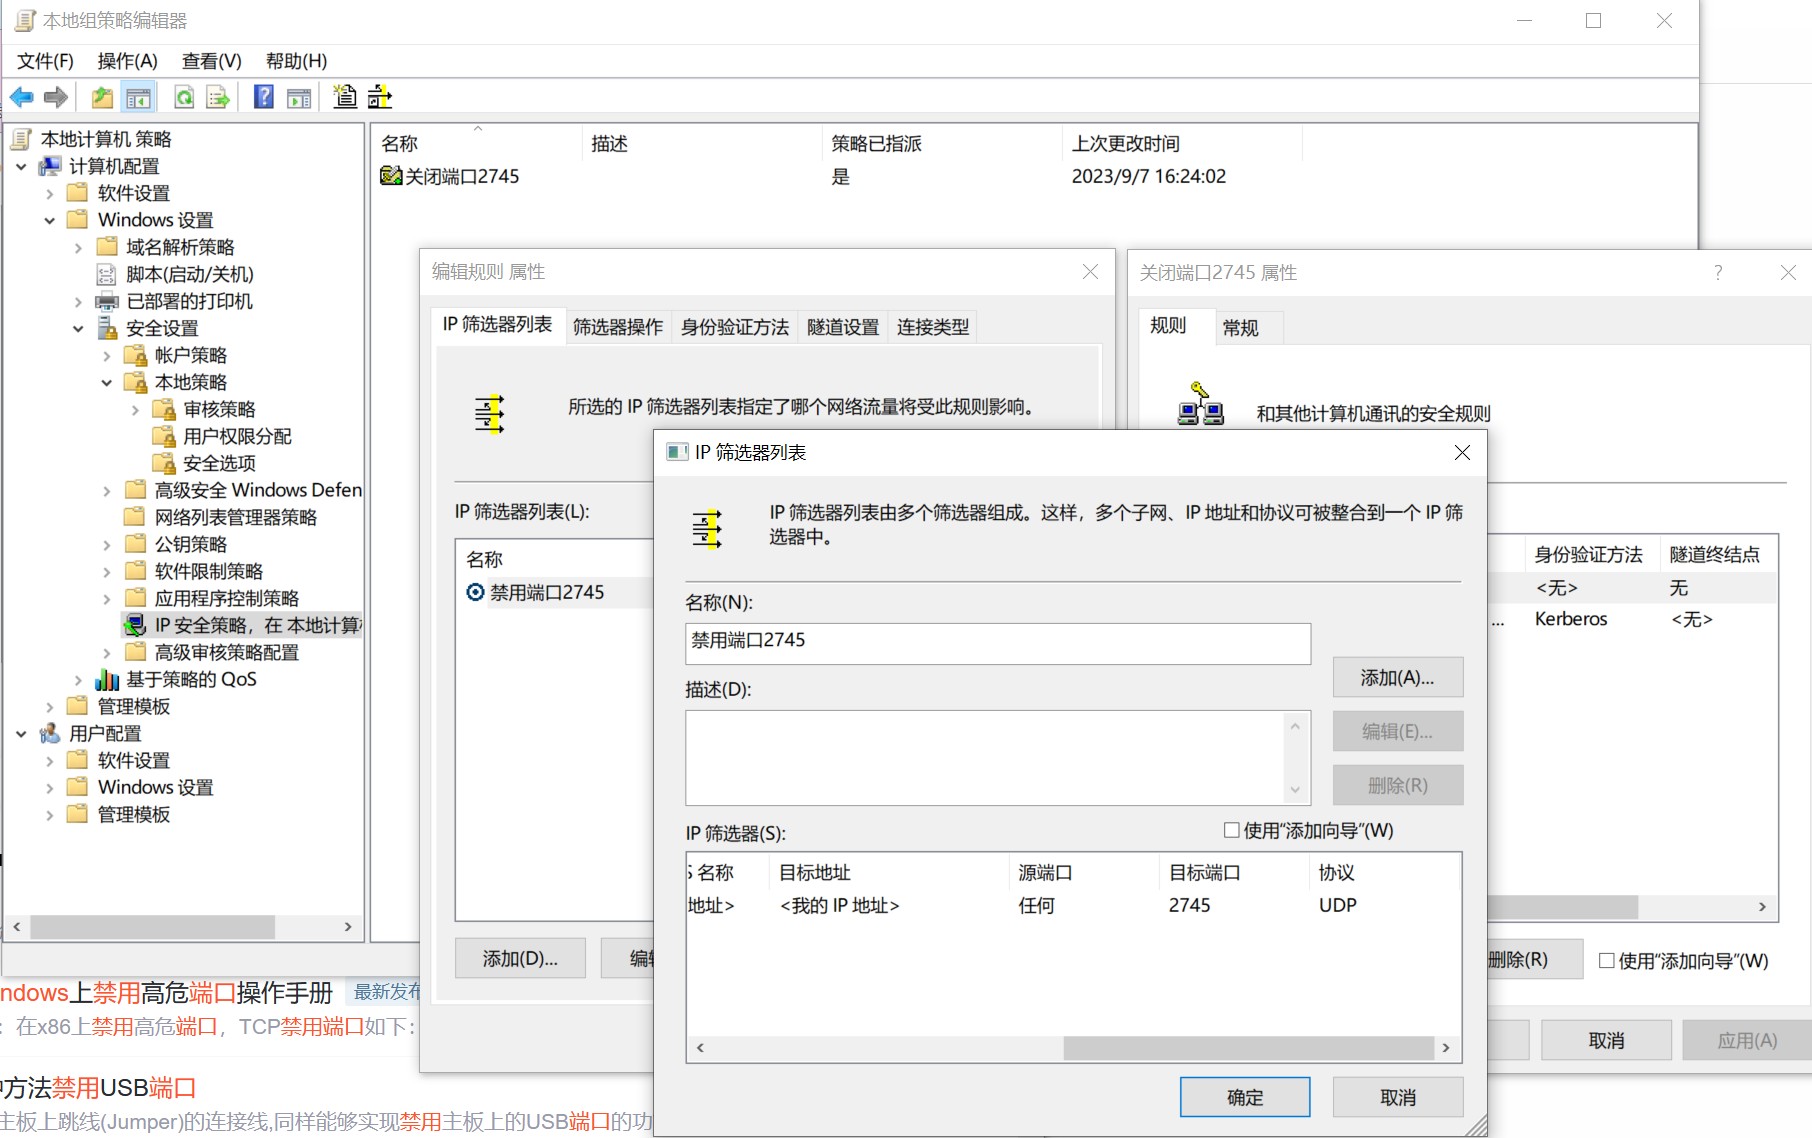 本地组策略编辑器
文件(F) 操作(A) 查看(V) 帮助(H)
本地计算机 策略
计算机配置
软件设置
Windows 设置
域名解析策略
脚本(启动/关机)
已部署的打印机
安全设置
帐户策略
本地策略
审核策略
用户权限分配
安全选项
高级安全 Windows Defen
网络列表管理器策略
公钥策略
软件限制策略
应用程序控制策略
IP 安全策略，在 本地计算
高级审核策略配置
基于策略的 QoS
管理模板
用户配置
软件设置
Windows 设置
管理模板
名称 描述 策略已指派 上次更改时间
关闭端口2745 是 2023/9/7 16:24:02
编辑规则 属性
IP 筛选器列表 筛选器操作 身份验证方法 隧道设置 连接类型
所选的 IP 筛选器列表指定了哪个网络流量将受此规则影响。
IP 筛选器列表(L):
名称
禁用端口2745
添加(D)...
关闭端口2745 属性
规则 常规
和其他计算机通讯的安全规则
身份验证方法 隧道终结点
<无> 无
... Kerberos <无>
删除(R) 使用“添加向导”(W)
取消 应用(A)
IP 筛选器列表
IP 筛选器列表由多个筛选器组成。这样，多个子网、IP 地址和协议可被整合到一个 IP 筛
选器中。
名称(N):
禁用端口2745
添加(A)...
描述(D):
编辑(E)...
删除(R)
IP 筛选器(S): 使用“添加向导”(W)
名称 目标地址 源端口 目标端口 协议
地址> <我的 IP 地址> 任何 2745 UDP
确定 取消
ndows上禁用高危端口操作手册 最新发布
：在x86上禁用高危端口，TCP禁用端口如下：
方法禁用USB端口
主板上跳线(Jumper)的连接线,同样能够实现禁用主板上的USB端口的功